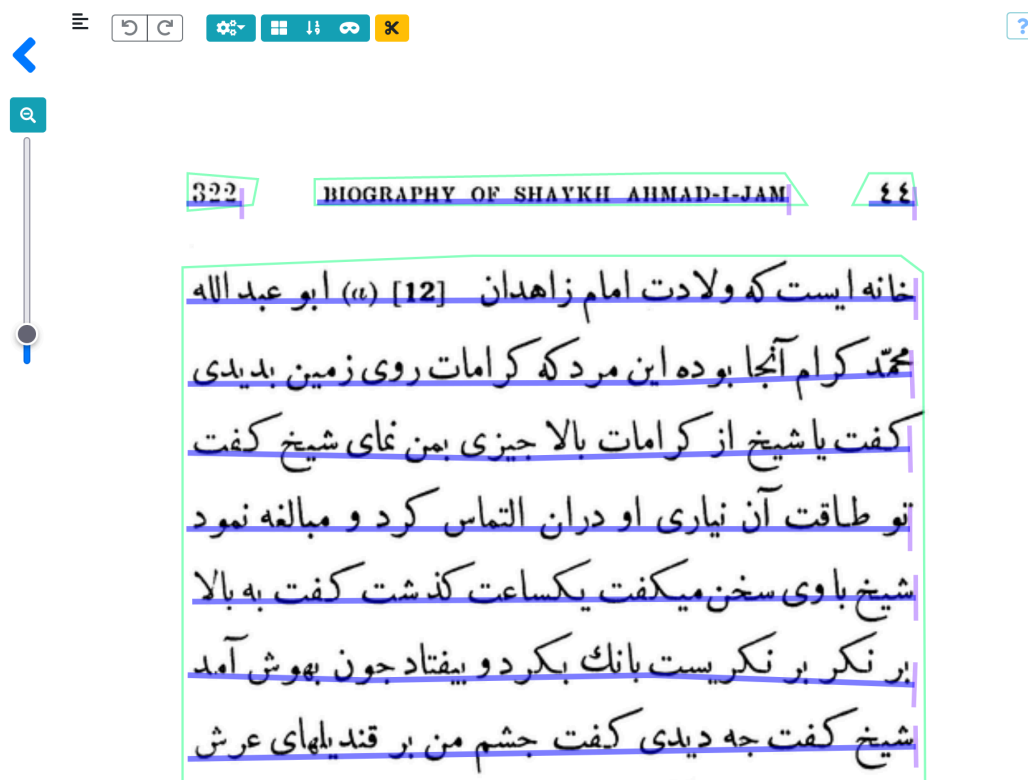 322 BIOGRAPHY OF SHAYKH AHMAD-I-JAM ٤٤
خانه ایست که ولادت امام زاهدان [12] (a) ابو عبد الله
محمّد کرام آنجا بوده این مرد که کرامات روی زمین بدیدی
کفت یا شیخ از کرامات بالا جیزی بمن نمای شیخ کفت
تو طاقت آن نیاری او دران التماس کرد و مبالغه نمود
شیخ با وی سخن میکفت یکساعت کذشت کفت به بالا
بر نکر بر نکریست بانك بکرد و بیفتاد جون بهوش آمد
شیخ کفت جه دیدی کفت جشم من بر قندیلهای عرش